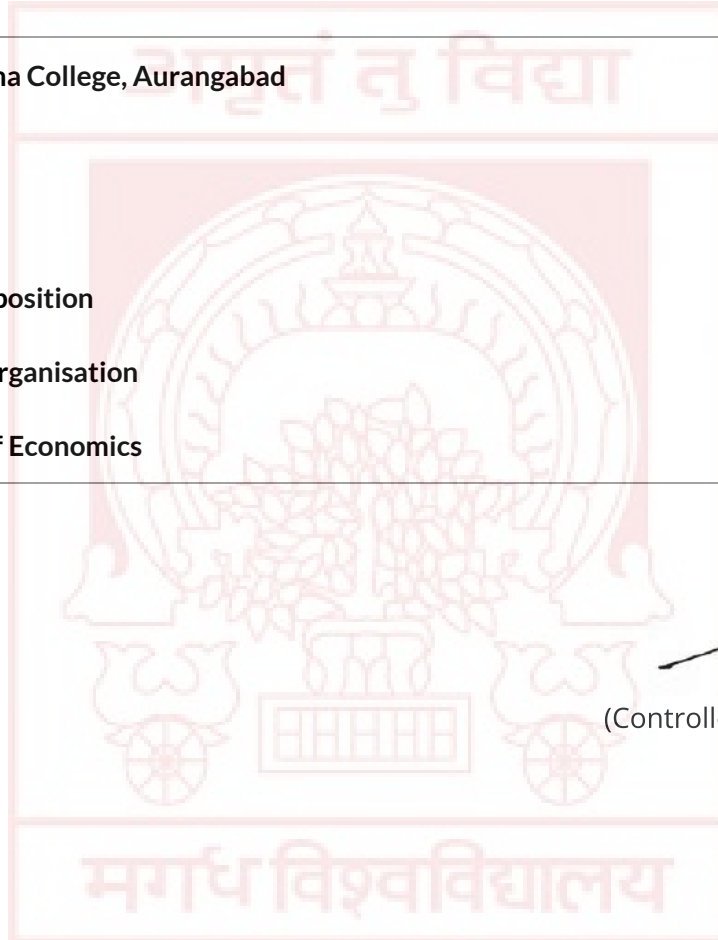 अमृतं तु विद्या
na College, Aurangabad
position
rganisation
f Economics
(Controll
मगध विश्वविद्यालय